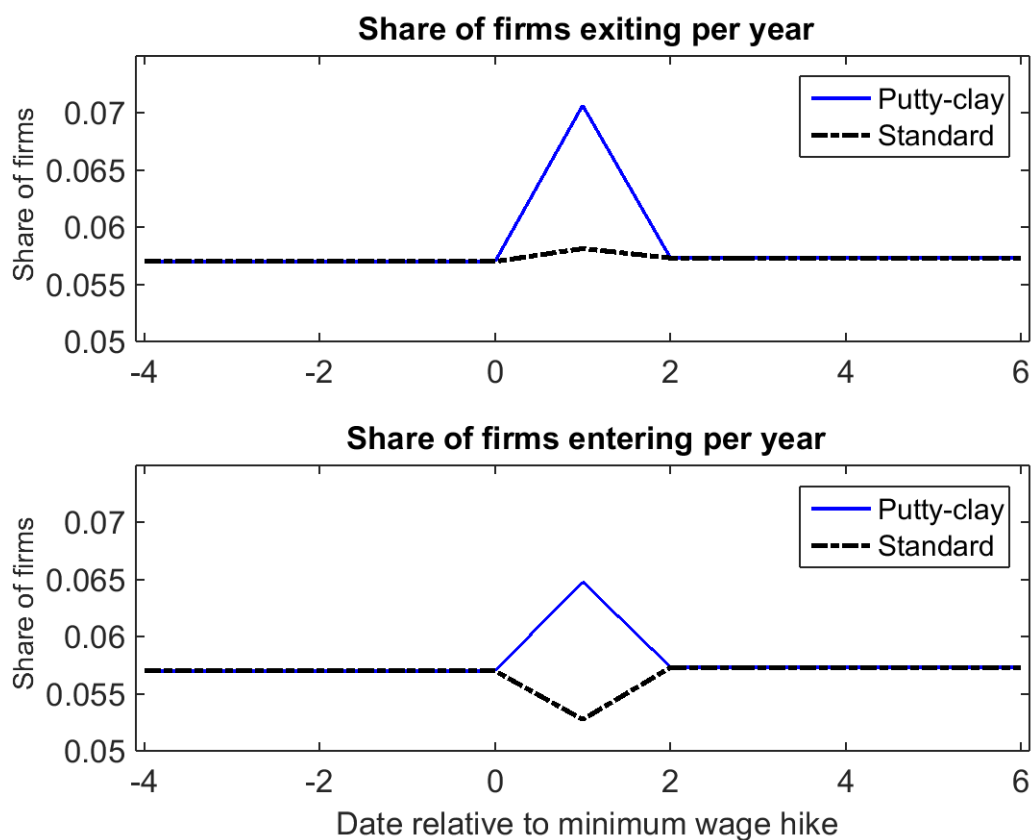 Share of firms exiting per year
Share of firms
0.07
0.065
0.06
0.055
0.05
Putty-clay
Standard
-4 -2 0 2 4 6
Share of firms entering per year
Share of firms
0.07
0.065
0.06
0.055
0.05
Putty-clay
Standard
-4 -2 0 2 4 6
Date relative to minimum wage hike